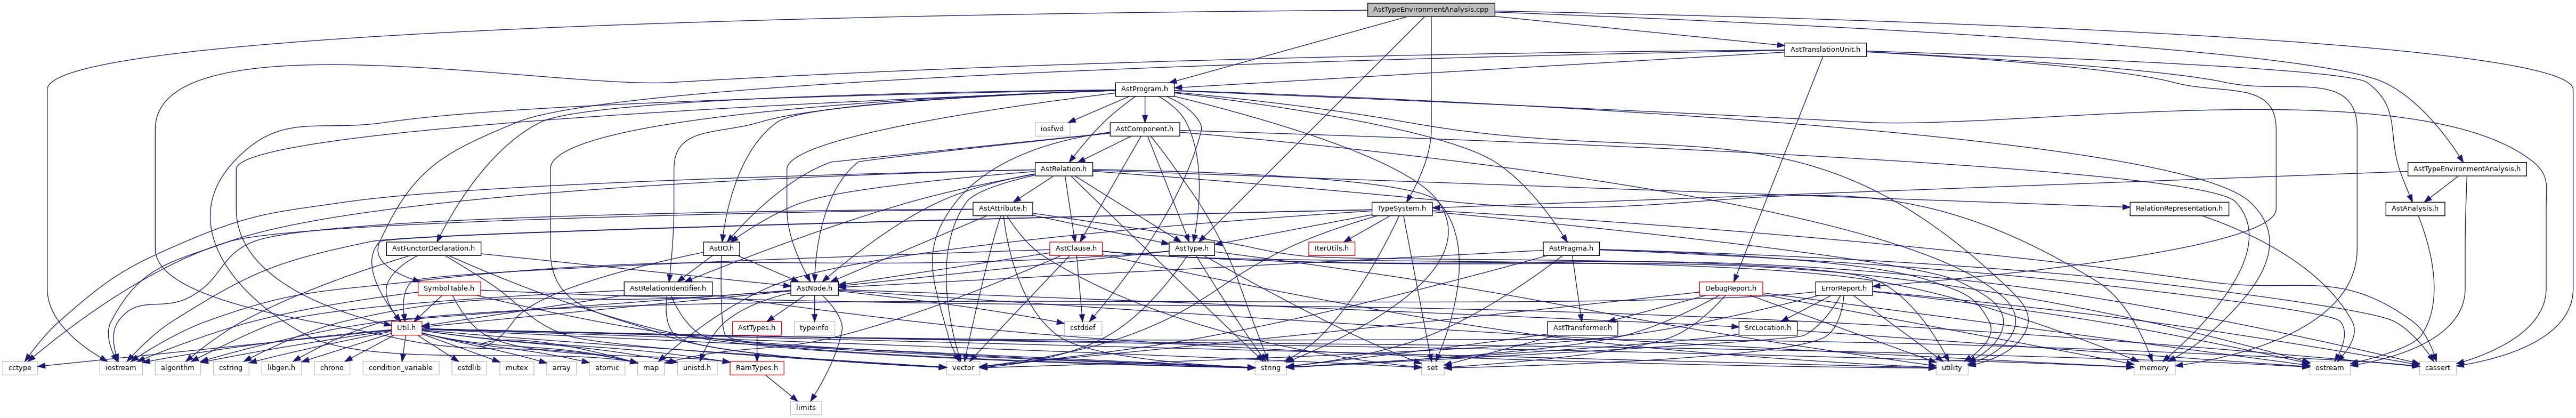 AstTypeEnvironmentAnalysis.cpp
AstTranslationUnit.h
AstProgram.h
iosfwd
AstComponent.h
AstRelation.h
AstTypeEnvironmentAnalysis.h
AstAttribute.h
TypeSystem.h
RelationRepresentation.h
AstAnalysis.h
AstFunctorDeclaration.h
AstIO.h
AstClause.h
AstType.h
IterUtils.h
AstPragma.h
SymbolTable.h
AstRelationIdentifier.h
AstNode.h
DebugReport.h
ErrorReport.h
Util.h
AstTypes.h
typeinfo
cstddef
AstTransformer.h
SrcLocation.h
cctype
iostream
algorithm
cstring
libgen.h
chrono
condition_variable
cstdlib
mutex
array
atomic
map
unistd.h
RamTypes.h
vector
string
set
utility
memory
ostream
cassert
limits